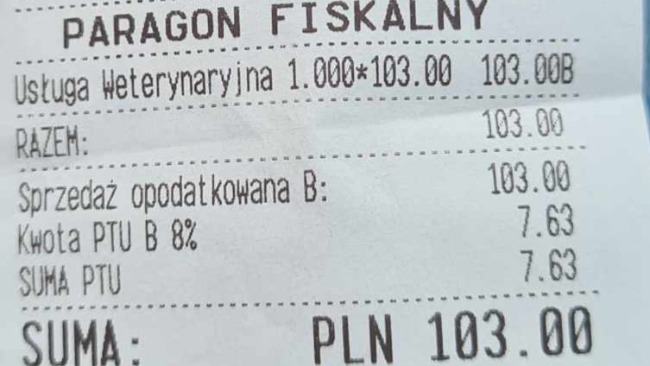 PARAGON FISKALNY
Usługa Weterynaryjna 1.000*103.00 103.00B
RAZEM: 103.00
Sprzedaż opodatkowana B: 103.00
Kwota PTU B 8% 7.63
SUMA PTU 7.63
SUMA: PLN 103.00